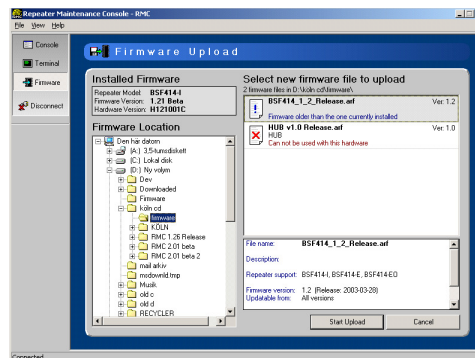 Repeater Maintenance Console - RMC
File View Help
Console
Terminal
Firmware
Disconnect
Firmware Upload
Installed Firmware
Repeater Model: BSF414-I
Firmware Version: 1.21 Beta
Hardware Version: H121001C
Firmware Location
Den här datorn
(A:) 3,5-tumsdiskett
(C:) Lokal disk
(D:) Ny volym
Dev
Downloaded
Firmware
köln cd
firmware
KÖLN
RMC 1.26 Release
RMC 2.01 beta
RMC 2.01 beta 2
mail arkiv
msdownld.tmp
Musik
old c
old d
RECYCLER
Select new firmware file to upload
2 firmware files in D:\köln cd\firmware\
BSF414_1_2_Release.arf Ver: 1.2
Firmware older than the one currently installed
HUB v1.0 Release.arf Ver: 1.0
HUB
Can not be used with this hardware
File name: BSF414_1_2_Release.arf
Description:
Repeater support: BSF414-I, BSF414-E, BSF414-EO
Firmware version: 1.2 (Release: 2003-03-28)
Updatable from: All versions
Start Upload Cancel
Connected